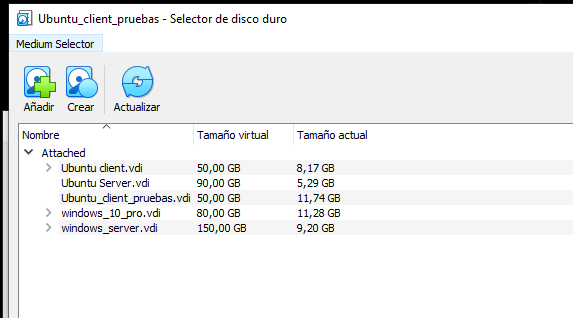 Ubuntu_client_pruebas - Selector de disco duro
Medium Selector
Añadir Crear Actualizar
Nombre Tamaño virtual Tamaño actual
Attached
Ubuntu client.vdi 50,00 GB 8,17 GB
Ubuntu Server.vdi 90,00 GB 5,29 GB
Ubuntu_client_pruebas.vdi 50,00 GB 11,74 GB
windows_10_pro.vdi 80,00 GB 11,28 GB
windows_server.vdi 150,00 GB 9,20 GB